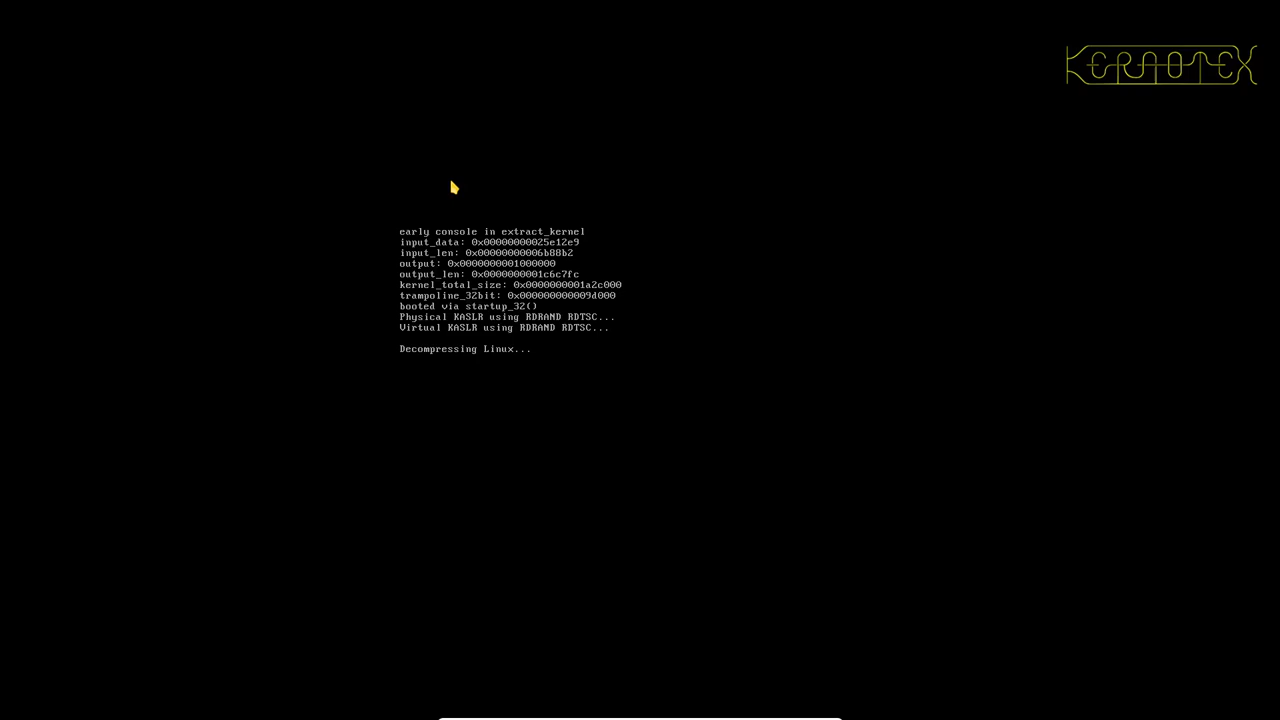 KERNOTEX
early console in extract_kernel
input_data: 0x00000000025e12e9
input_len: 0x00000000006b88b2
output: 0x0000000001000000
output_len: 0x0000000001c6c7fc
kernel_total_size: 0x0000000001a2c000
trampoline_32bit: 0x000000000009d000
booted via startup_32()
Physical KASLR using RDRAND RDTSC...
Virtual KASLR using RDRAND RDTSC...
Decompressing Linux...